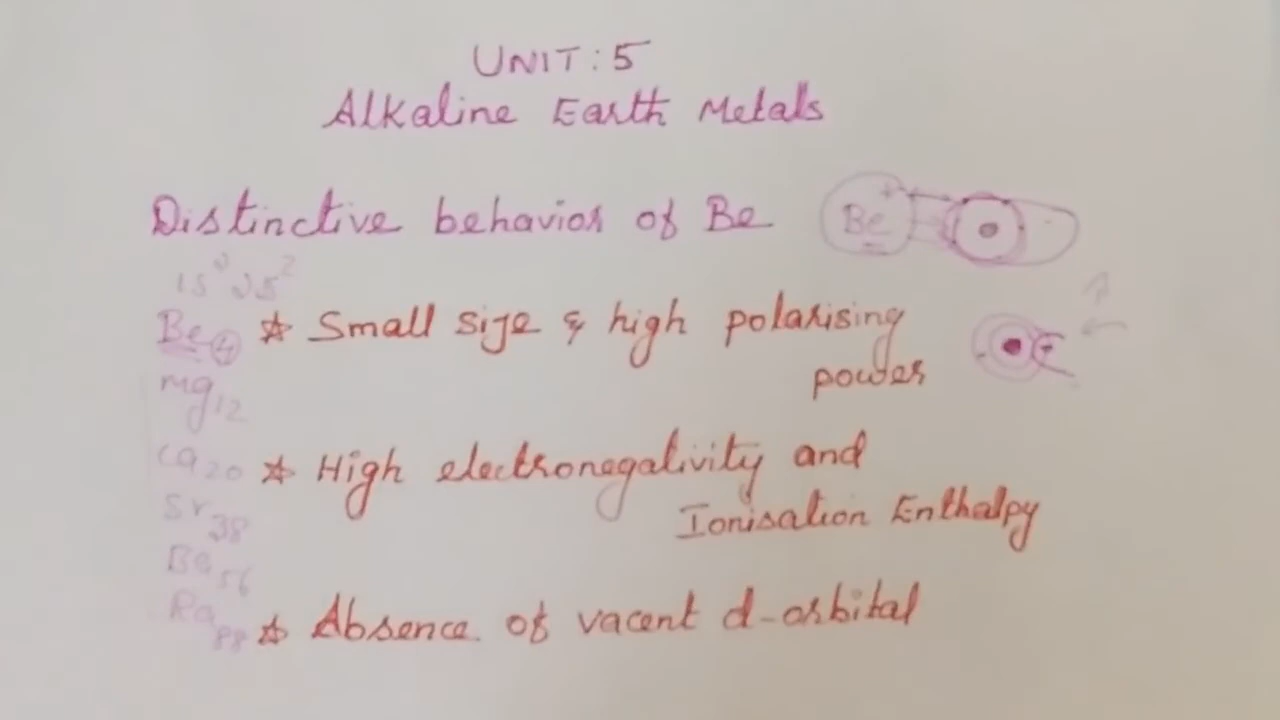 UNIT : 5
Alkaline Earth Metals
Distinctive behavior of Be
Be
1s² 2s²
Be 4
☆ Small size & high polarising
power
Mg 12
Ca 20
☆ High electronegativity and
Ionisation Enthalpy
Sr 38
Ba 56
Ra 88
☆ Absence of vacent d-orbital